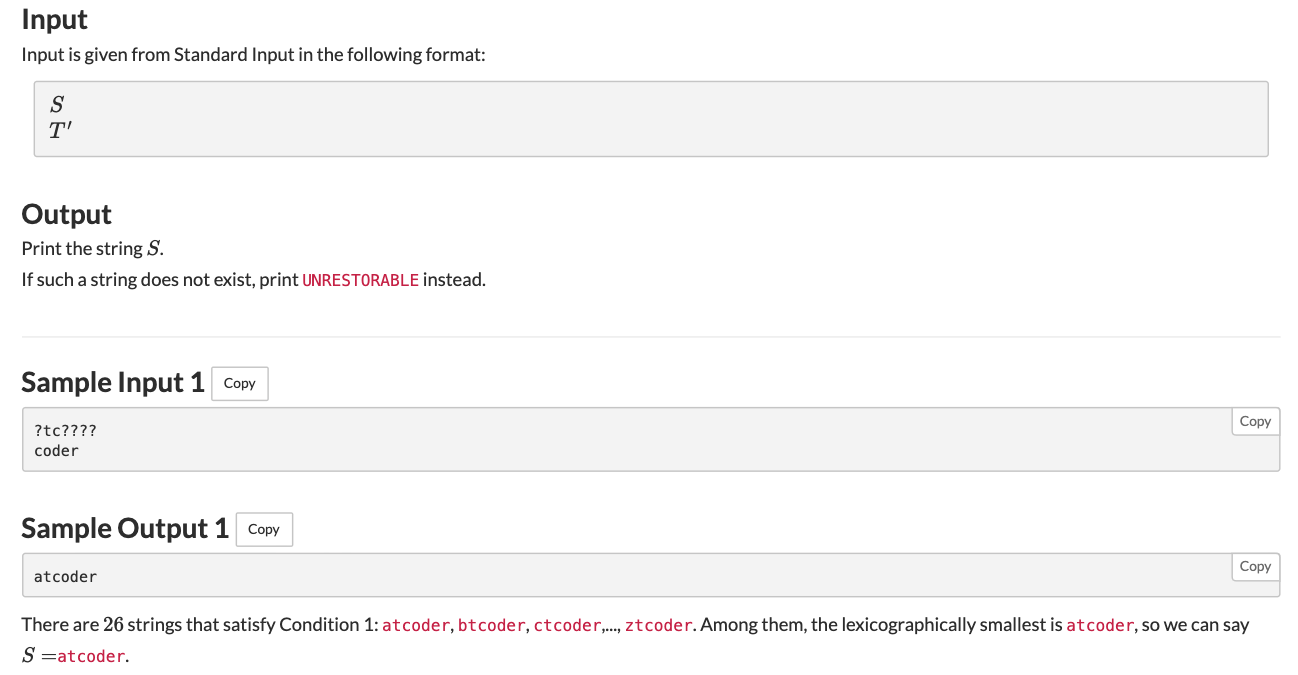 Input
Input is given from Standard Input in the following format:
S
T′
Output
Print the string S.
If such a string does not exist, print UNRESTORABLE instead.
Sample Input 1 Copy
Copy
?tc????
coder
Sample Output 1 Copy
Copy
atcoder
There are 26 strings that satisfy Condition 1: atcoder, btcoder, ctcoder,..., ztcoder. Among them, the lexicographically smallest is atcoder, so we can say
S =atcoder.